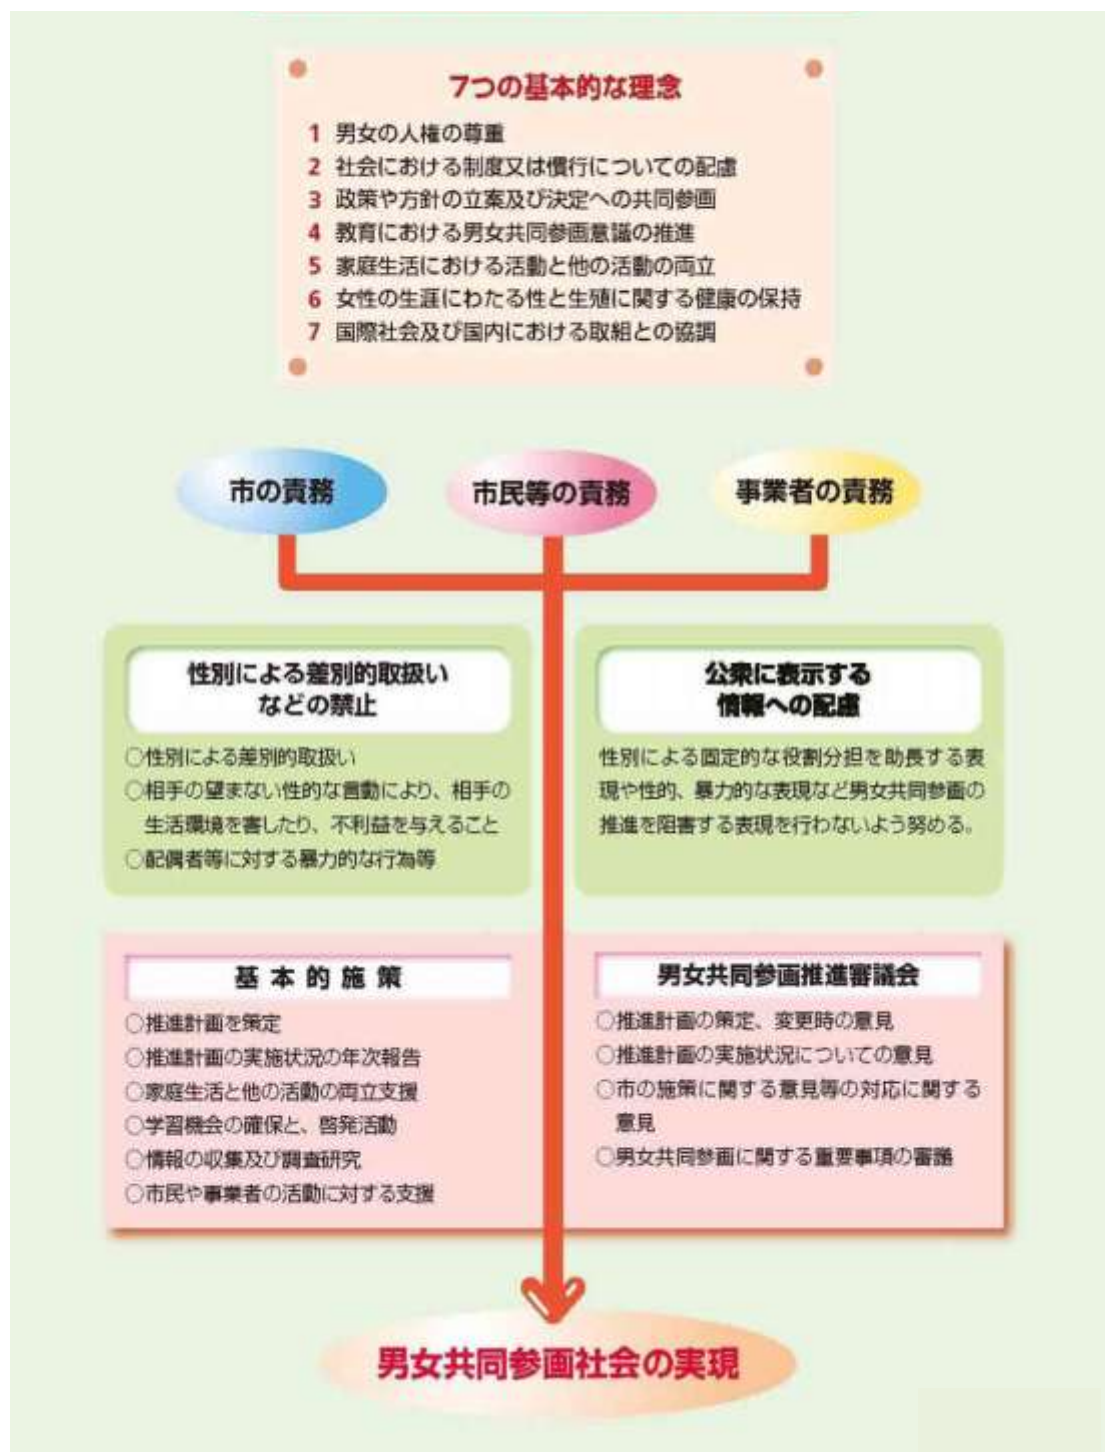 7つの基本的な理念
1 男女の人権の尊重
2 社会における制度又は慣行についての配慮
3 政策や方針の立案及び決定への共同参画
4 教育における男女共同参画意識の推進
5 家庭生活における活動と他の活動の両立
6 女性の生涯にわたる性と生殖に関する健康の保持
7 国際社会及び国内における取組との協調
市の責務
市民等の責務
事業者の責務
性別による差別的取扱い
などの禁止
○性別による差別的取扱い
○相手の望まない性的な言動により、相手の
生活環境を害したり、不利益を与えること
○配偶者等に対する暴力的な行為等
公衆に表示する
情報への配慮
性別による固定的な役割分担を助長する表
現や性的、暴力的な表現など男女共同参画の
推進を阻害する表現を行わないよう努める。
基本的施策
○推進計画を策定
○推進計画の実施状況の年次報告
○家庭生活と他の活動の両立支援
○学習機会の確保と、啓発活動
○情報の収集及び調査研究
○市民や事業者の活動に対する支援
男女共同参画推進審議会
○推進計画の策定、変更時の意見
○推進計画の実施状況についての意見
○市の施策に関する意見等の対応に関する
意見
○男女共同参画に関する重要事項の審議
男女共同参画社会の実現